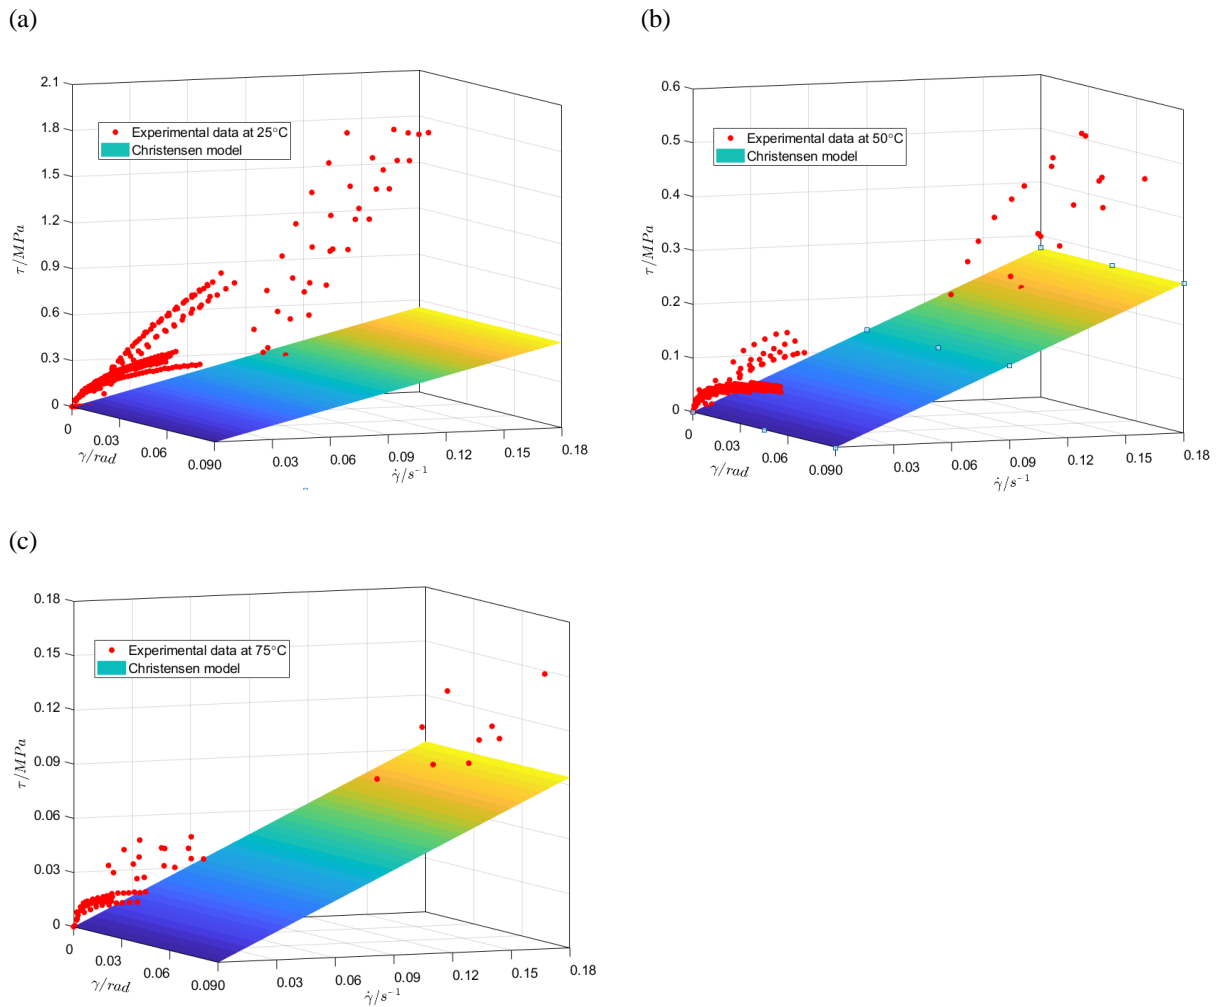 (a)
2.1
1.8
1.5
1.2
0.9
0.6
0.3
0
τ/MPa
Experimental data at 25°C
Christensen model
0
0.03
0.06
0.090
γ/rad
0.03
0.06
0.09
0.12
0.15
0.18
γ̇/s⁻¹
(b)
0.6
0.5
0.4
0.3
0.2
0.1
0
τ/MPa
Experimental data at 50°C
Christensen model
0
0.03
0.06
0.090
γ/rad
0.03
0.06
0.09
0.12
0.15
0.18
γ̇/s⁻¹
(c)
0.18
0.15
0.12
0.09
0.06
0.03
0
τ/MPa
Experimental data at 75°C
Christensen model
0
0.03
0.06
0.090
γ/rad
0.03
0.06
0.09
0.12
0.15
0.18
γ̇/s⁻¹